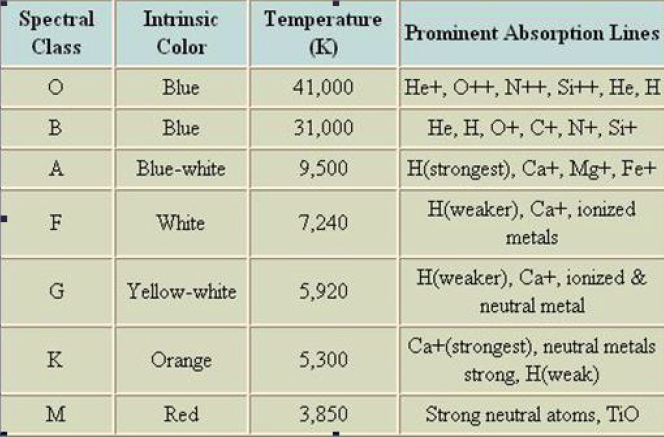 Spectral Class Intrinsic Color Temperature (K) Prominent Absorption Lines
O Blue 41,000 He+, O++, N++, Si++, He, H
B Blue 31,000 He, H, O+, C+, N+, Si+
A Blue-white 9,500 H(strongest), Ca+, Mg+, Fe+
F White 7,240 H(weaker), Ca+, ionized metals
G Yellow-white 5,920 H(weaker), Ca+, ionized & neutral metal
K Orange 5,300 Ca+(strongest), neutral metals strong, H(weak)
M Red 3,850 Strong neutral atoms, TiO